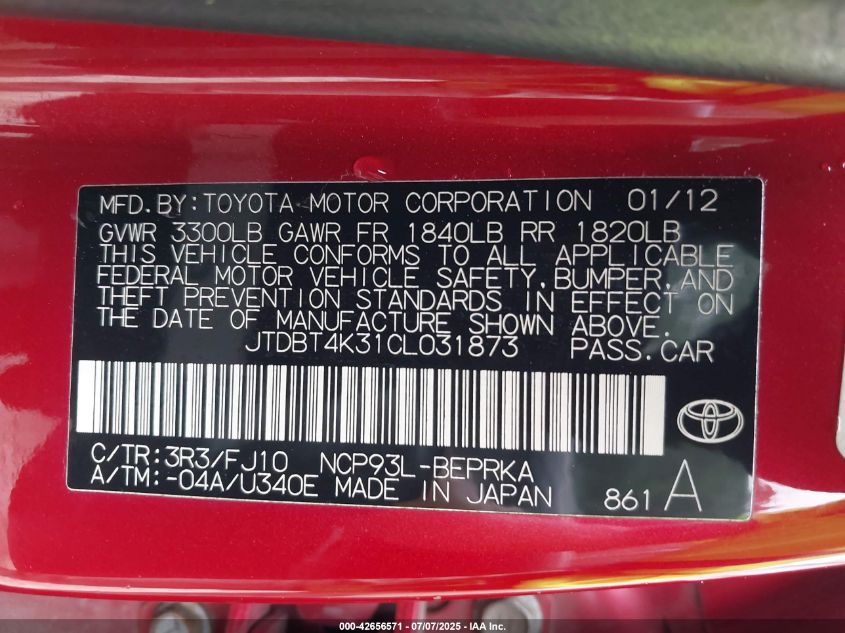 MFD.BY:TOYOTA MOTOR CORPORATION 01/12
GVWR 3300LB GAWR FR 1840LB RR 1820LB
THIS VEHICLE CONFORMS TO ALL APPLICABLE
FEDERAL MOTOR VEHICLE SAFETY,BUMPER,AND
THEFT PREVENTION STANDARDS IN EFFECT ON
THE DATE OF MANUFACTURE SHOWN ABOVE.
JTDBT4K31CL031873 PASS.CAR
C/TR:3R3/FJ10 NCP93L-BEPRKA
A/TM:-04A/U340E MADE IN JAPAN 861 A
000-42656571 - 07/07/2025 - IAA Inc.